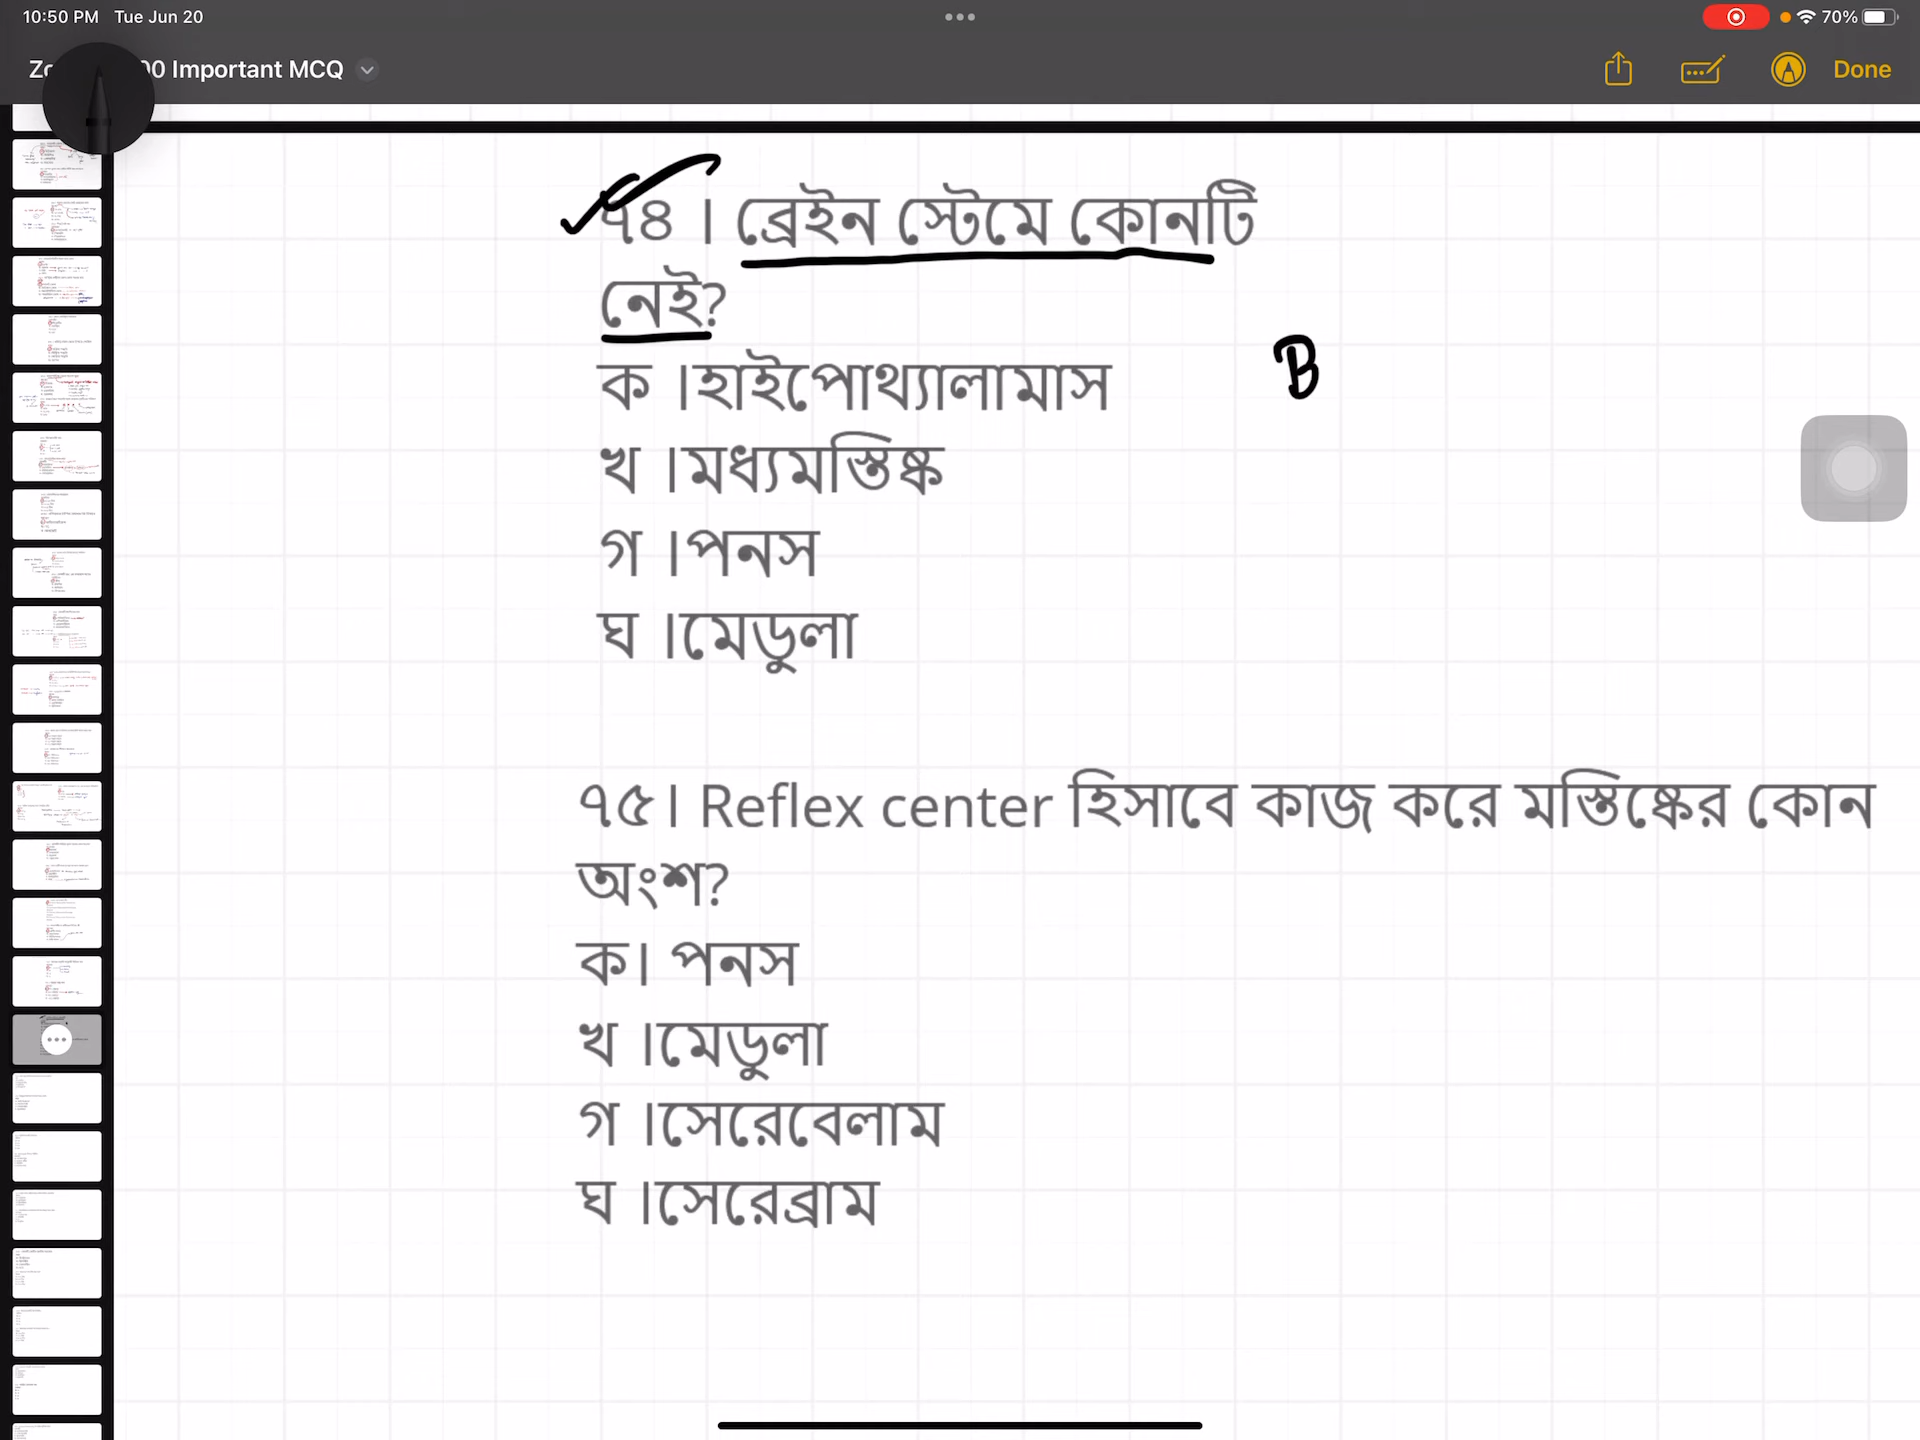 10:50 PM Tue Jun 20
70%
00 Important MCQ
Done
৭৪ । ব্রেইন স্টেমে কোনটি
নেই?
ক ।হাইপোথ্যালামাস
B
খ ।মধ্যমস্তিষ্ক
গ ।পনস
ঘ ।মেডুলা
৭৫। Reflex center হিসাবে কাজ করে মস্তিষ্কের কোন
অংশ?
ক। পনস
খ ।মেডুলা
গ ।সেরেবেলাম
ঘ ।সেরেব্রাম